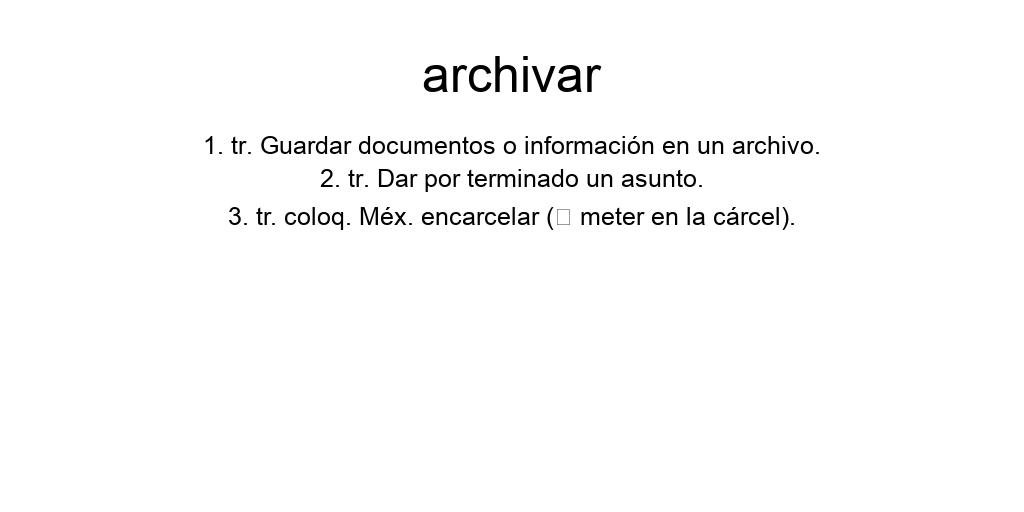 archivar
1. tr. Guardar documentos o información en un archivo.
2. tr. Dar por terminado un asunto.
3. tr. coloq. Méx. encarcelar (□ meter en la cárcel).